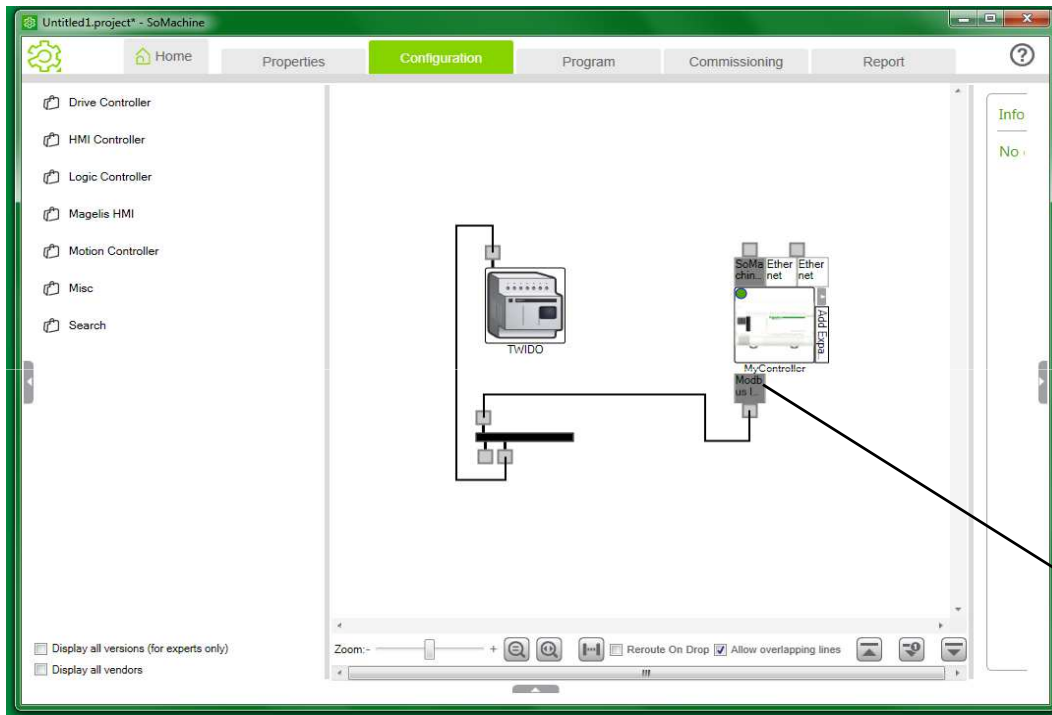 Untitled1.project* - SoMachine
Home
Properties
Configuration
Program
Commissioning
Report
Drive Controller
HMI Controller
Logic Controller
Magelis HMI
Motion Controller
Misc
Search
Info
No
SoMa
chin...
Ether
net
Ether
net
Add Expa...
TWIDO
MyController
Modb
us I...
Display all versions (for experts only)
Display all vendors
Zoom:-
+
Reroute On Drop
Allow overlapping lines